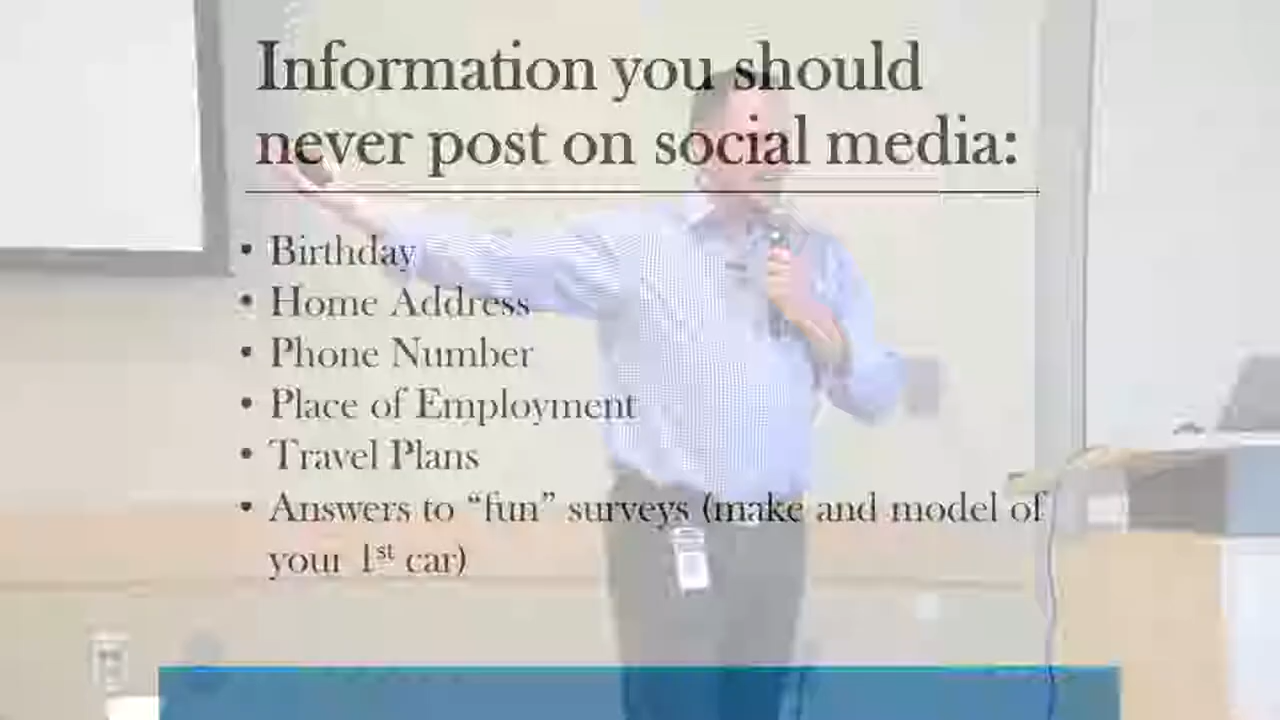 Information you should
never post on social media:
• Birthday
• Home Address
• Phone Number
• Place of Employment
• Travel Plans
• Answers to “fun” surveys (make and model of
your 1st car)